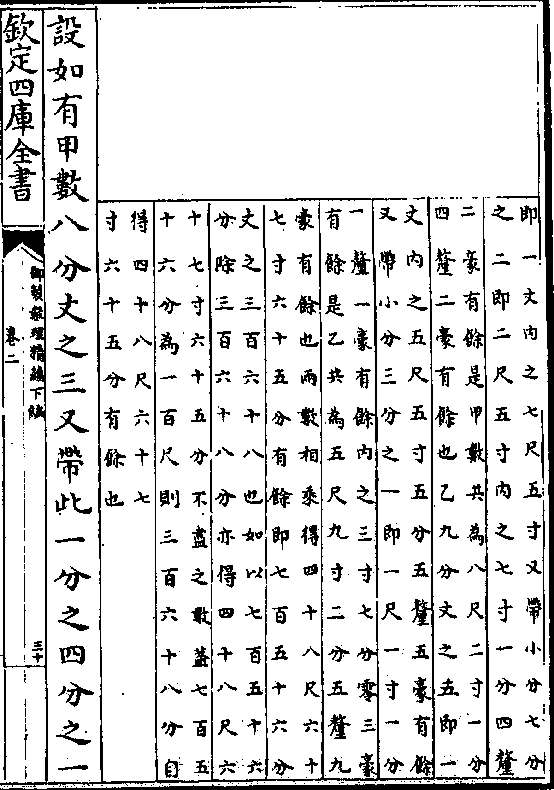 即一丈内之七尺五寸又帶小分七分
之二即二尺五寸内之七寸一分四釐
二豪有餘是甲數共為八尺二寸一分
四釐二豪有餘也乙九分丈之五即一
丈内之五尺五寸五分五釐五豪有餘
又帶小分三分之一即一尺一寸一分
一釐一豪有餘内之三寸七分零三豪
有餘是乙共為五尺九寸二分五釐九
豪有餘也兩數相乘得四十八尺六十
七寸六十五分有餘即七百五十六分
丈之三百六十八也如以七百五十六
分除三百六十八分亦得四十八尺六
十七寸六十五分不盡之數葢七百五
十六分為一百尺則三百六十八分自
得四十八尺六十七
寸六十五分有餘也
設如有甲數八分丈之三又帶此一分之四分之一
欽定四庫全書
御製數理精藴下編
卷二
三十